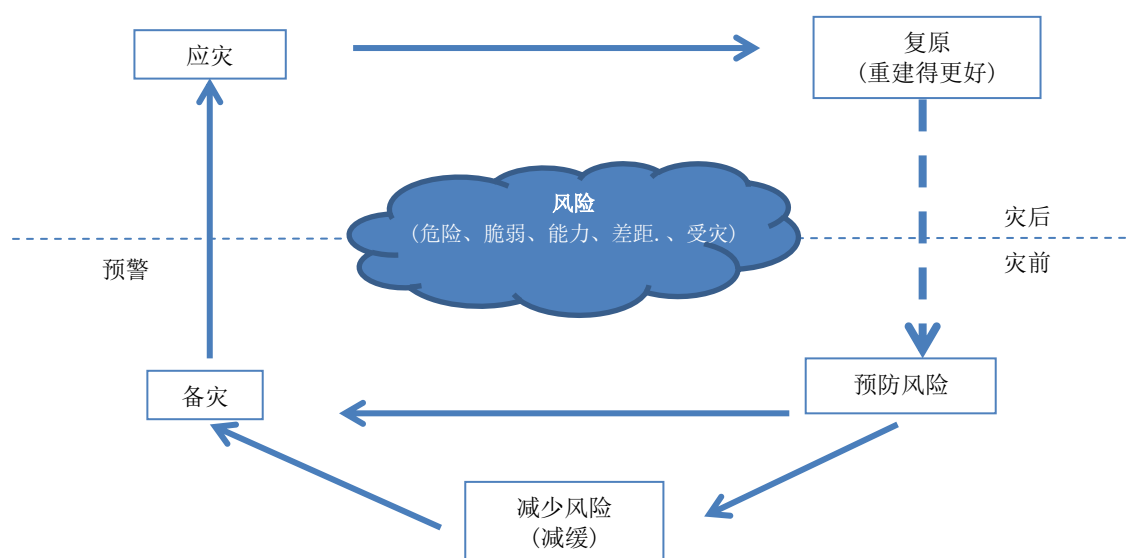 应灾
复原
(重建得更好)
风险
(危险、脆弱、能力、差距.、受灾)
灾后
预警
灾前
备灾
预防风险
减少风险
(减缓)